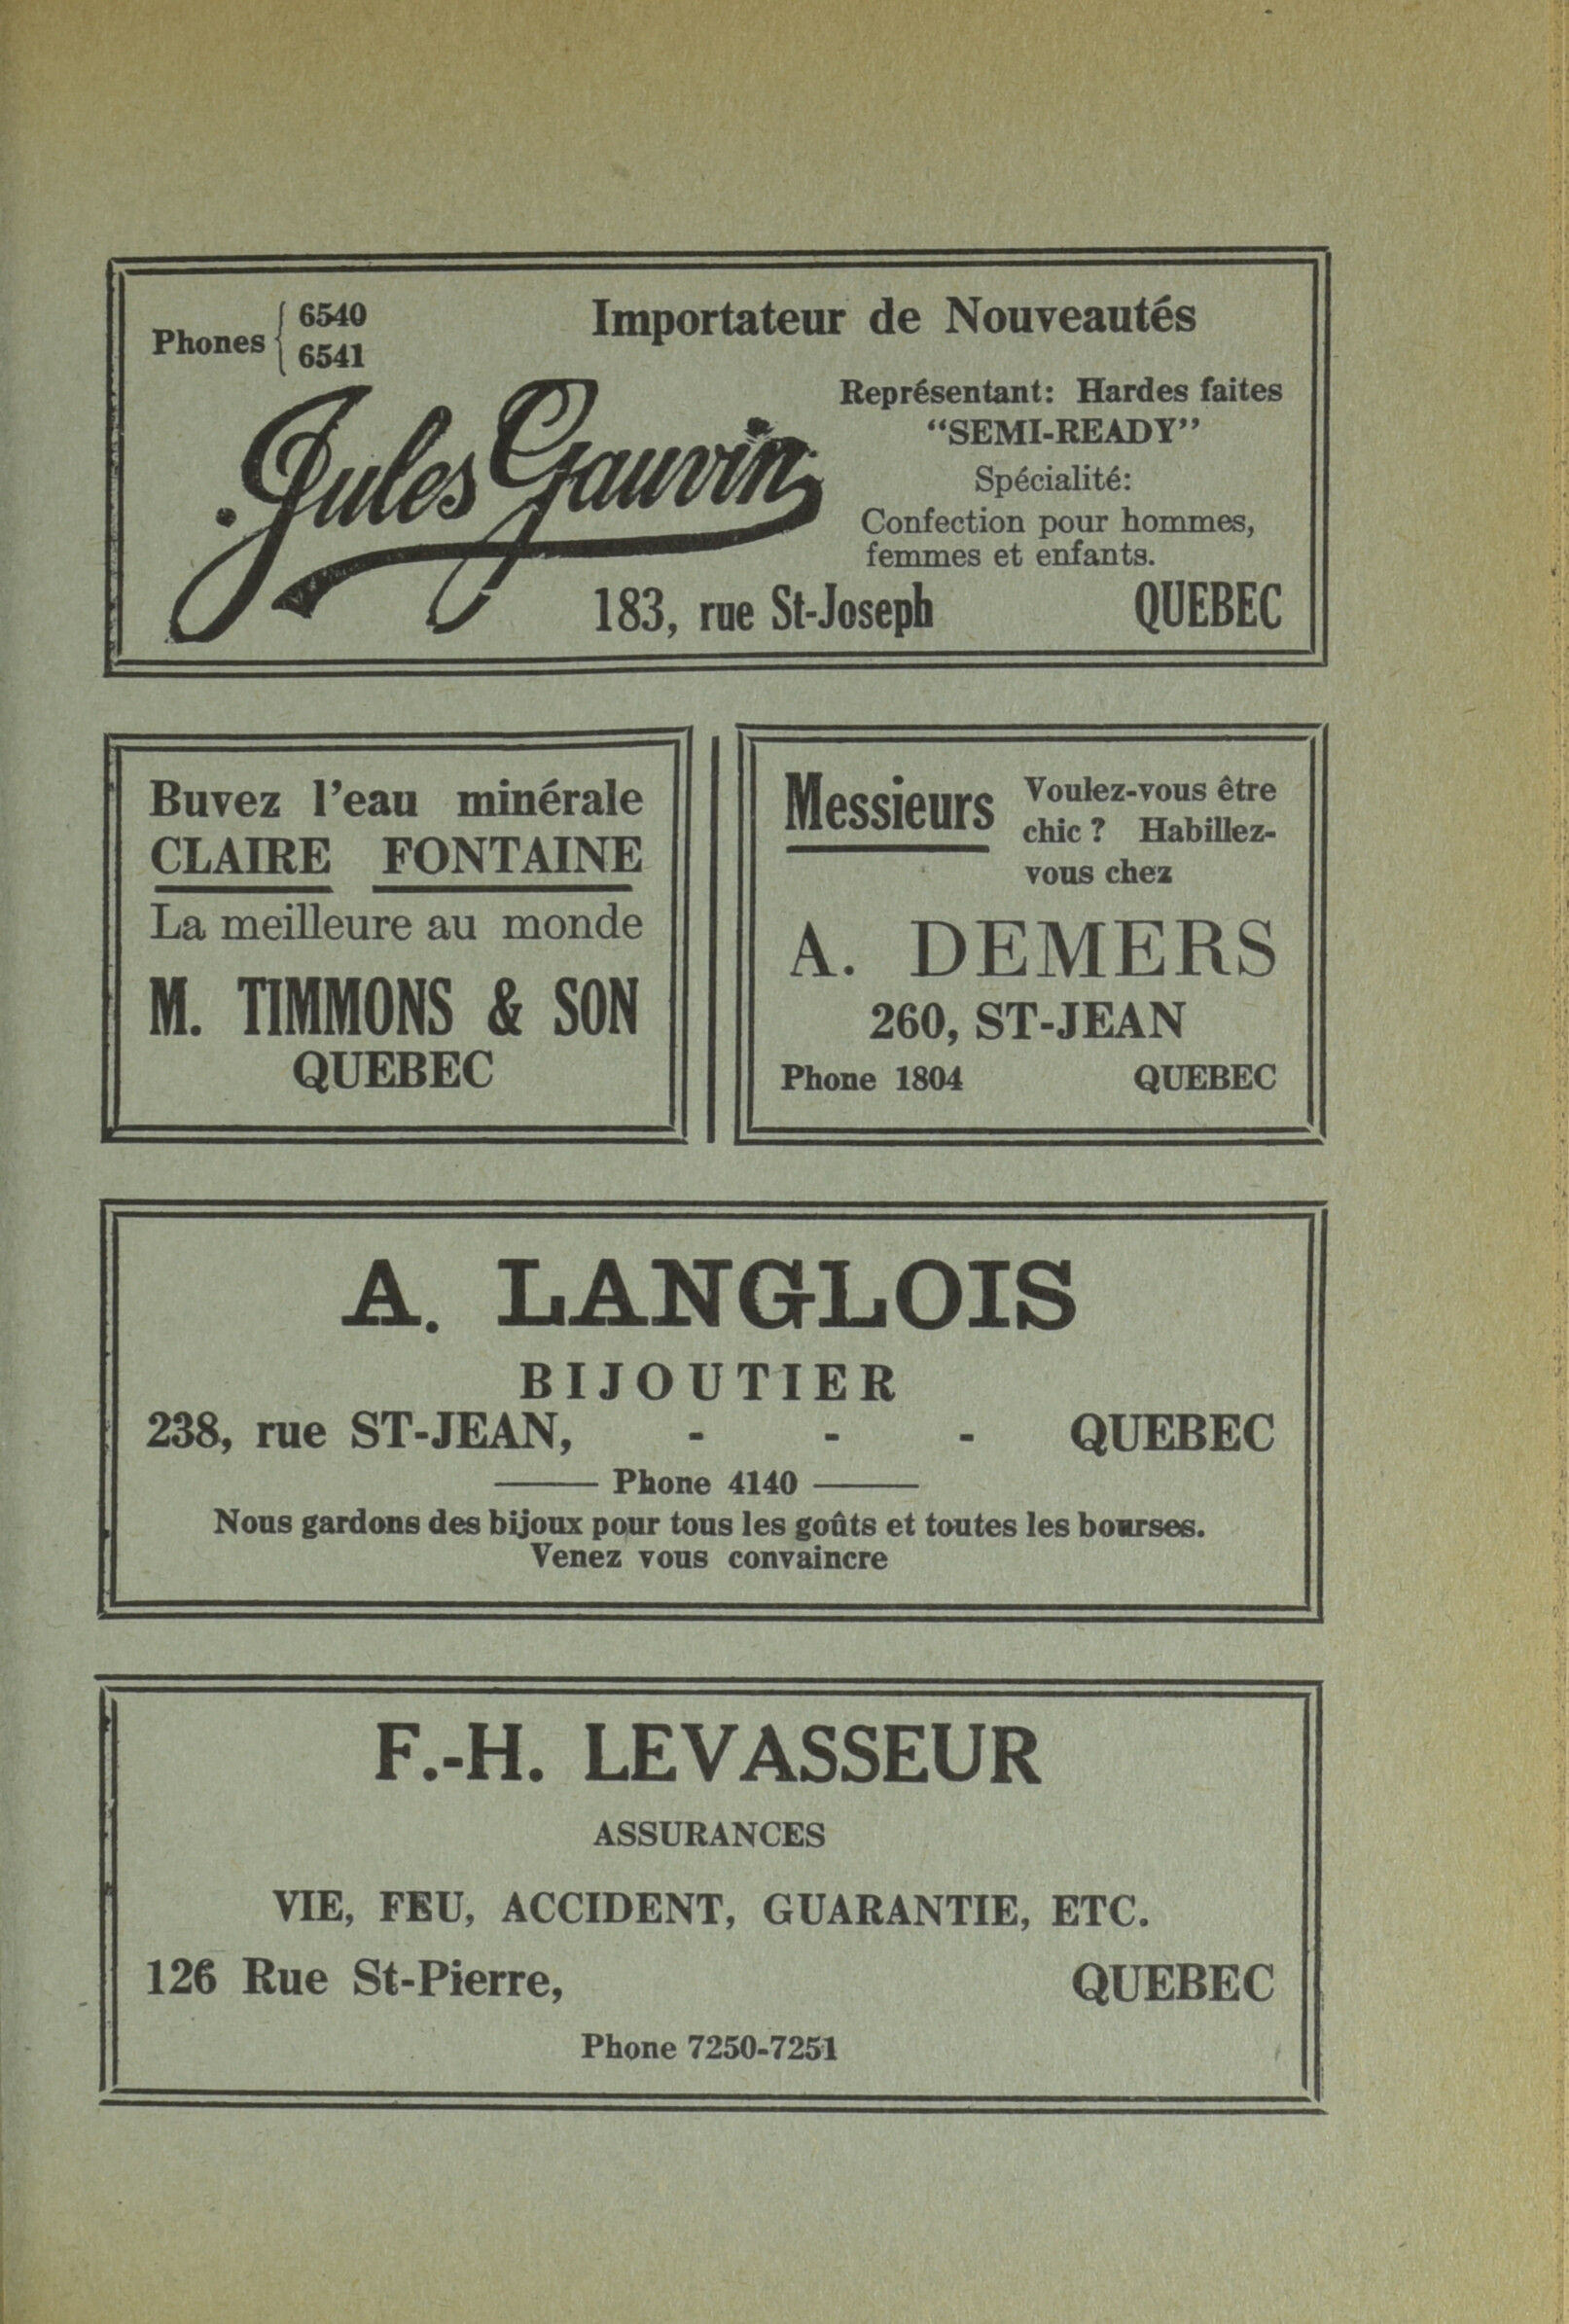 Phones { 6540
6541
Importateur de Nouveautés
Représentant: Hardes faites
“SEMI-READY”
Jules Gauvin
Spécialité:
Confection pour hommes,
femmes et enfants.
183, rue St-Joseph QUEBEC
Buvez l’eau minérale
CLAIRE FONTAINE
La meilleure au monde
M. TIMMONS & SON
QUEBEC
Messieurs
Voulez-vous être
chic ? Habillez-
vous chez
A. DEMERS
260, ST-JEAN
Phone 1804 QUEBEC
A. LANGLOIS
BIJOUTIER
238, rue ST-JEAN, - - - QUEBEC
Phone 4140
Nous gardons des bijoux pour tous les goûts et toutes les bourses.
Venez vous convaincre
F.-H. LEVASSEUR
ASSURANCES
VIE, FEU, ACCIDENT, GUARANTIE, ETC.
126 Rue St-Pierre, QUEBEC
Phone 7250-7251